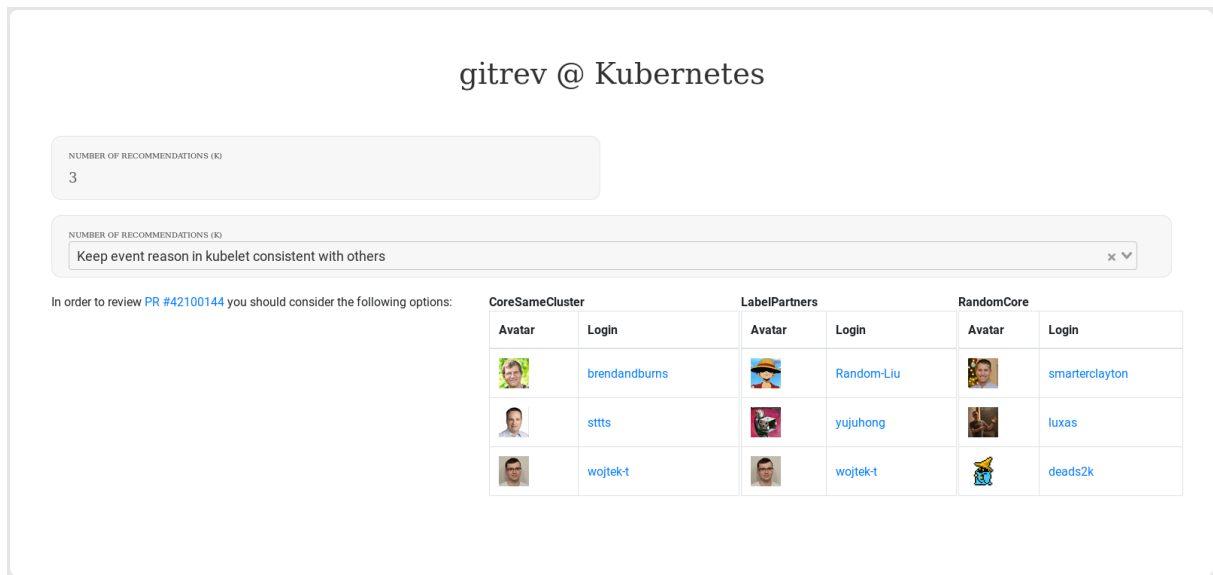 gitrev @ Kubernetes
NUMBER OF RECOMMENDATIONS (K)
3
NUMBER OF RECOMMENDATIONS (K)
Keep event reason in kubelet consistent with others
In order to review PR #42100144 you should consider the following options:
CoreSameCluster
Avatar Login
brendandburns
sttts
wojtek-t
LabelPartners
Avatar Login
Random-Liu
yujuhong
wojtek-t
RandomCore
Avatar Login
smarterclayton
luxas
deads2k